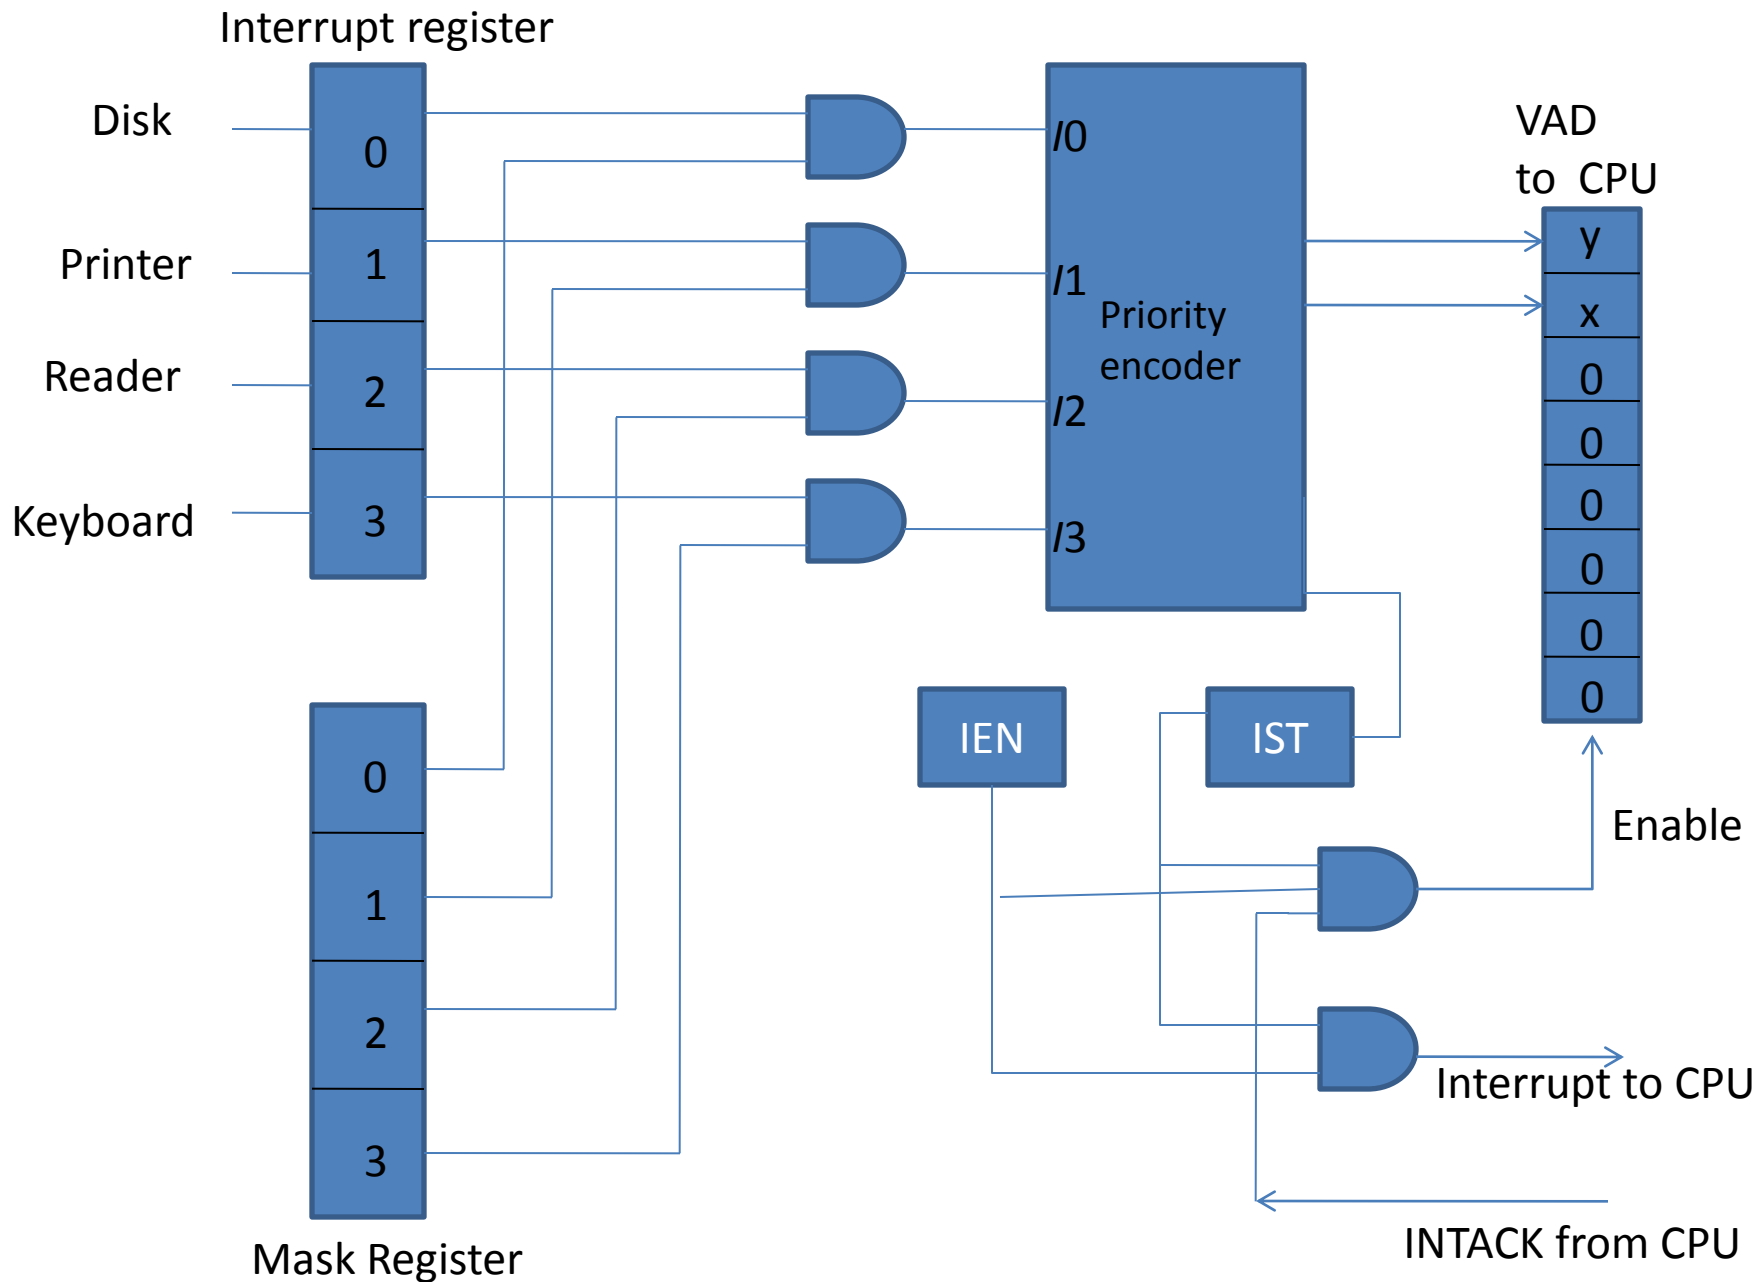 Interrupt register
Disk
Printer
Reader
Keyboard
0
1
2
3
0
1
2
3
Mask Register
I0
I1
I2
I3
Priority
encoder
IEN
IST
VAD
to CPU
y
x
0
0
0
0
0
0
Enable
Interrupt to CPU
INTACK from CPU